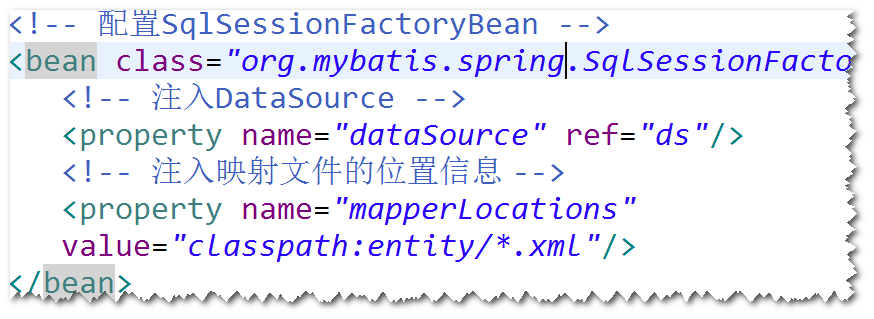 <!-- 配置SqlSessionFactoryBean -->
<bean class="org.mybatis.spring.SqlSessionFacto
<!-- 注入DataSource -->
<property name="dataSource" ref="ds"/>
<!-- 注入映射文件的位置信息 -->
<property name="mapperLocations"
value="classpath:entity/*.xml"/>
</bean>